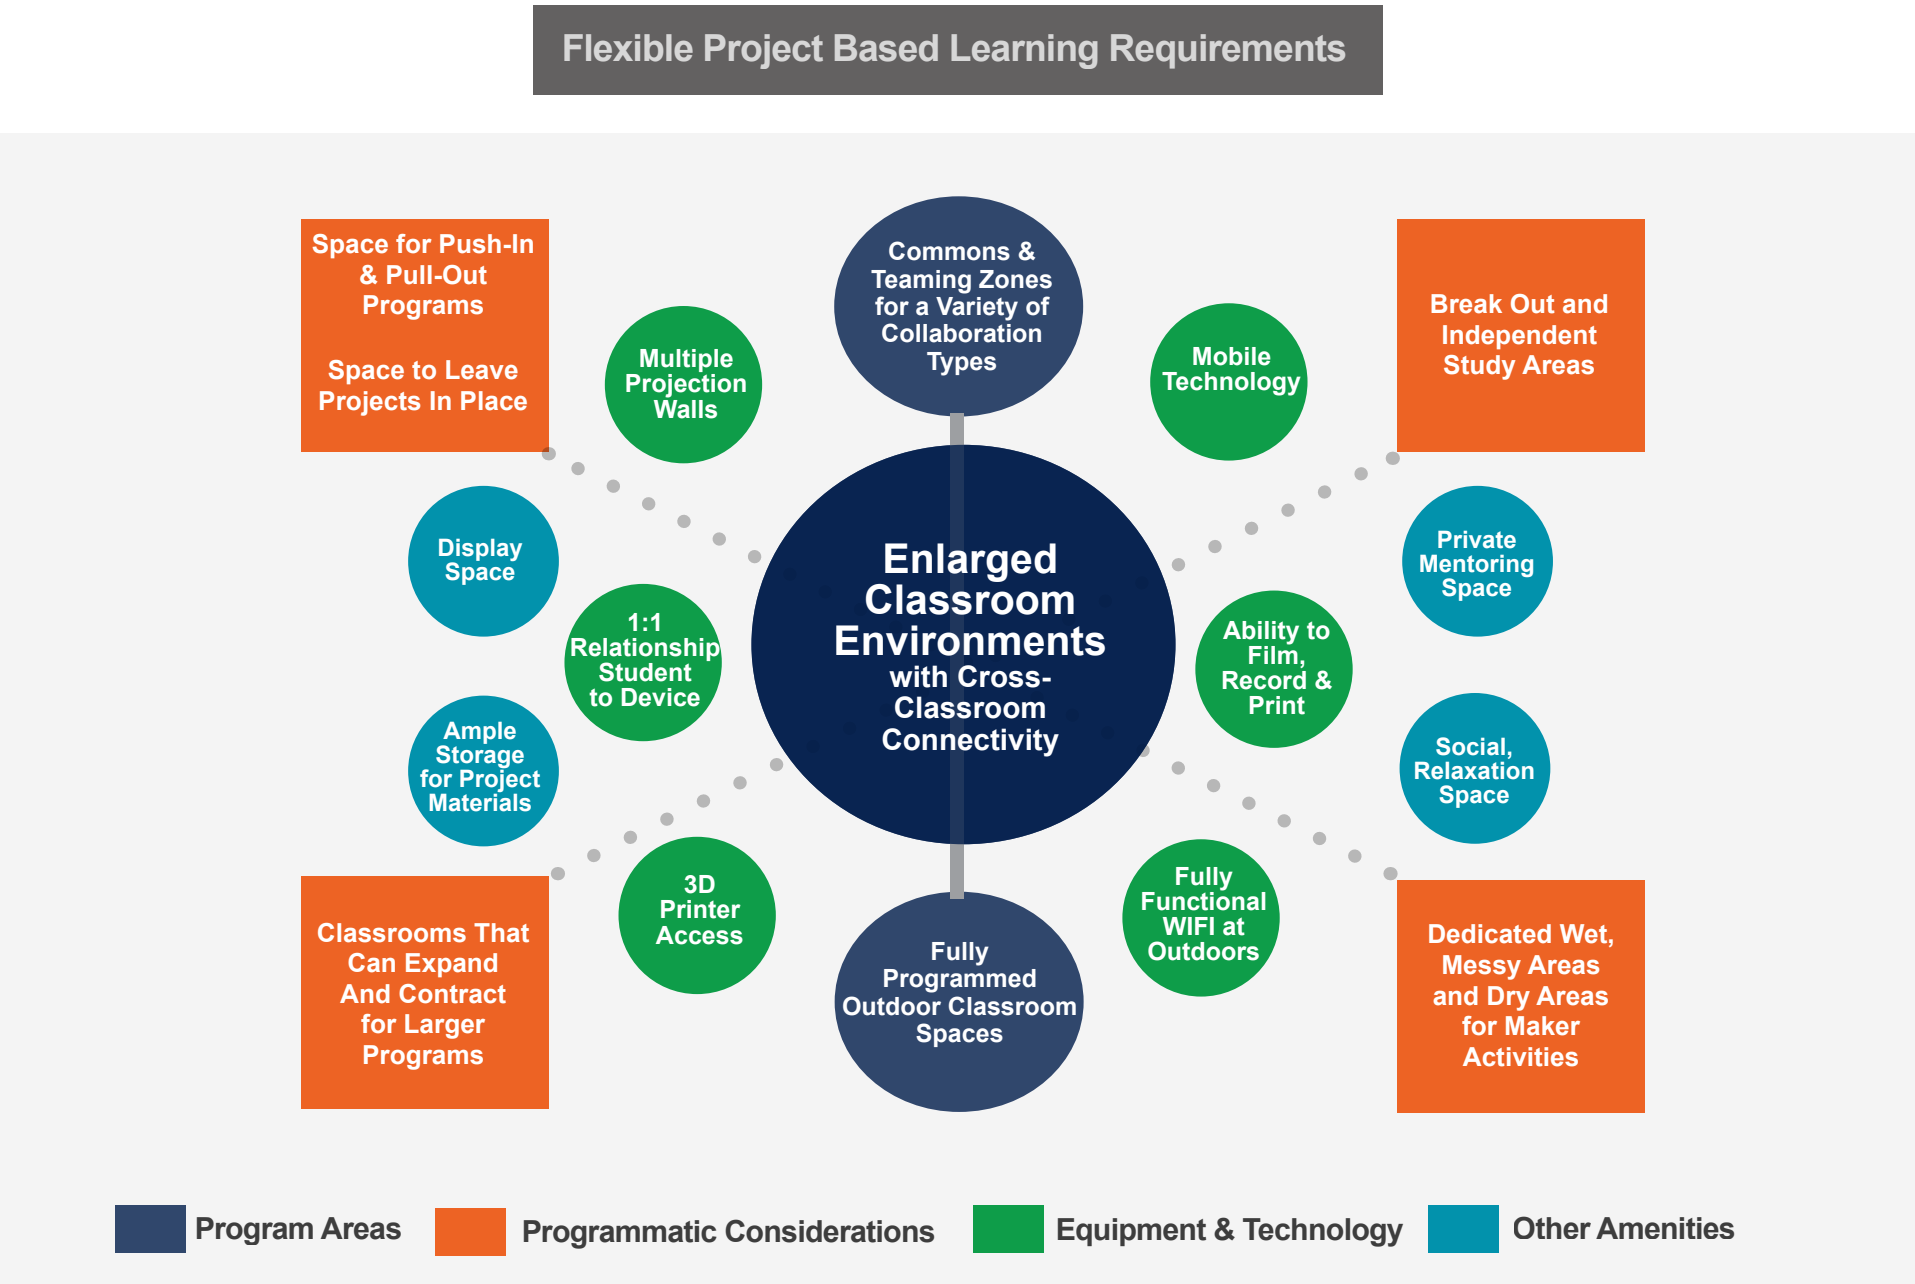 Flexible Project Based Learning Requirements
Space for Push-In
& Pull-Out
Programs
Space to Leave
Projects In Place
Multiple
Projection
Walls
Commons &
Teaming Zones
for a Variety of
Collaboration
Types
Mobile
Technology
Break Out and
Independent
Study Areas
Display
Space
1:1
Relationship
Student
to Device
Enlarged
Classroom
Environments
with Cross-
Classroom
Connectivity
Ability to
Film,
Record &
Print
Private
Mentoring
Space
Ample
Storage
for Project
Materials
Social,
Relaxation
Space
Classrooms That
Can Expand
And Contract
for Larger
Programs
3D
Printer
Access
Fully
Programmed
Outdoor Classroom
Spaces
Fully
Functional
WIFI at
Outdoors
Dedicated Wet,
Messy Areas
and Dry Areas
for Maker
Activities
Program Areas
Programmatic Considerations
Equipment & Technology
Other Amenities